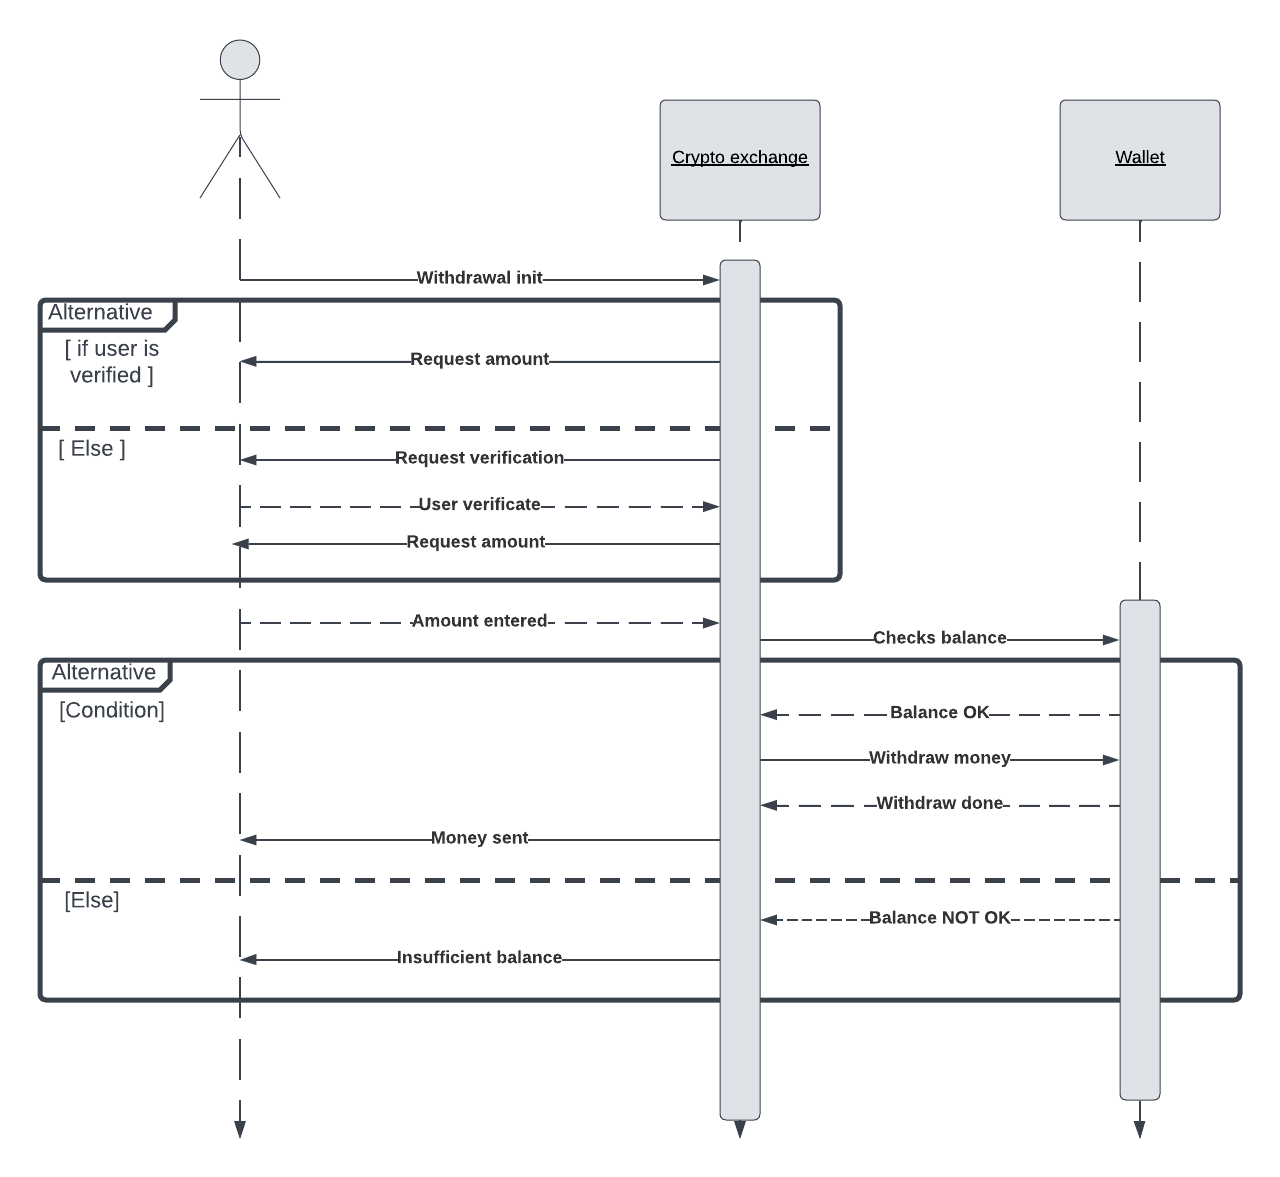 Crypto exchange
Wallet
Withdrawal init
Alternative
[ if user is
verified ]
Request amount
[ Else ]
Request verification
User verificate
Request amount
Amount entered
Checks balance
Alternative
[Condition]
Balance OK
Withdraw money
Withdraw done
Money sent
[Else]
Balance NOT OK
Insufficient balance